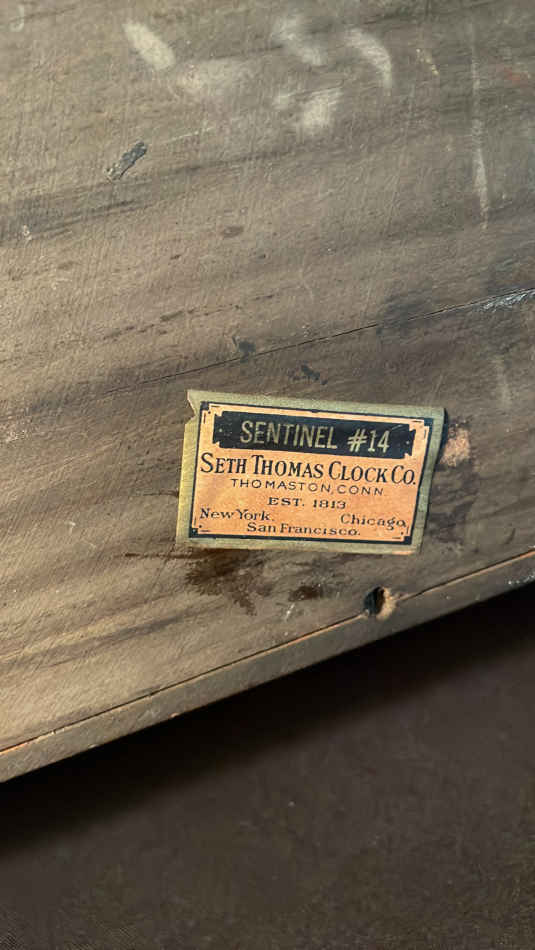 SENTINEL #14
SETH THOMAS CLOCK CO.
THOMASTON, CONN
EST. 1813
New York. Chicago
San Francisco.